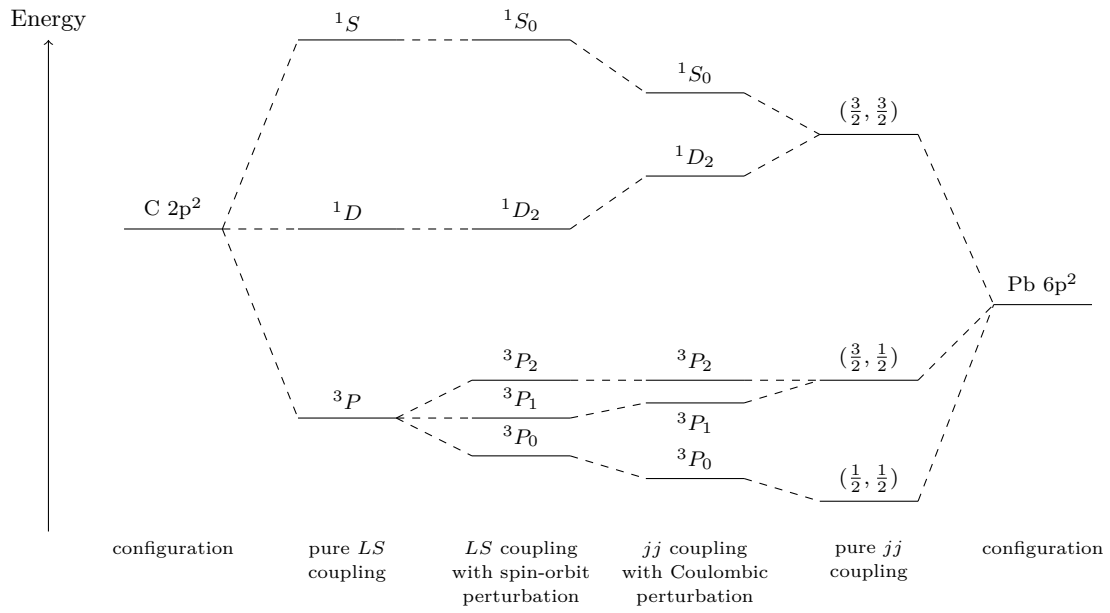 Energy
C 2p²
¹S
¹D
³P
¹S₀
¹D₂
³P₂
³P₁
³P₀
¹S₀
¹D₂
³P₂
³P₁
³P₀
(3/2, 3/2)
(3/2, 1/2)
(1/2, 1/2)
Pb 6p²
configuration
pure LS
coupling
LS coupling
with spin-orbit
perturbation
jj coupling
with Coulombic
perturbation
pure jj
coupling
configuration